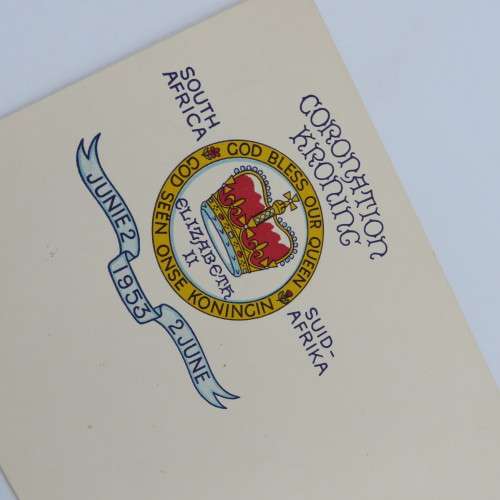 CORONATION
KRONING
SOUTH
AFRICA
SUID-
AFRIKA
GOD BLESS OUR QUEEN
GOD SEEN ONSE KONINGIN
ELIZABETH
II
JUNIE 2 1953 2 JUNE